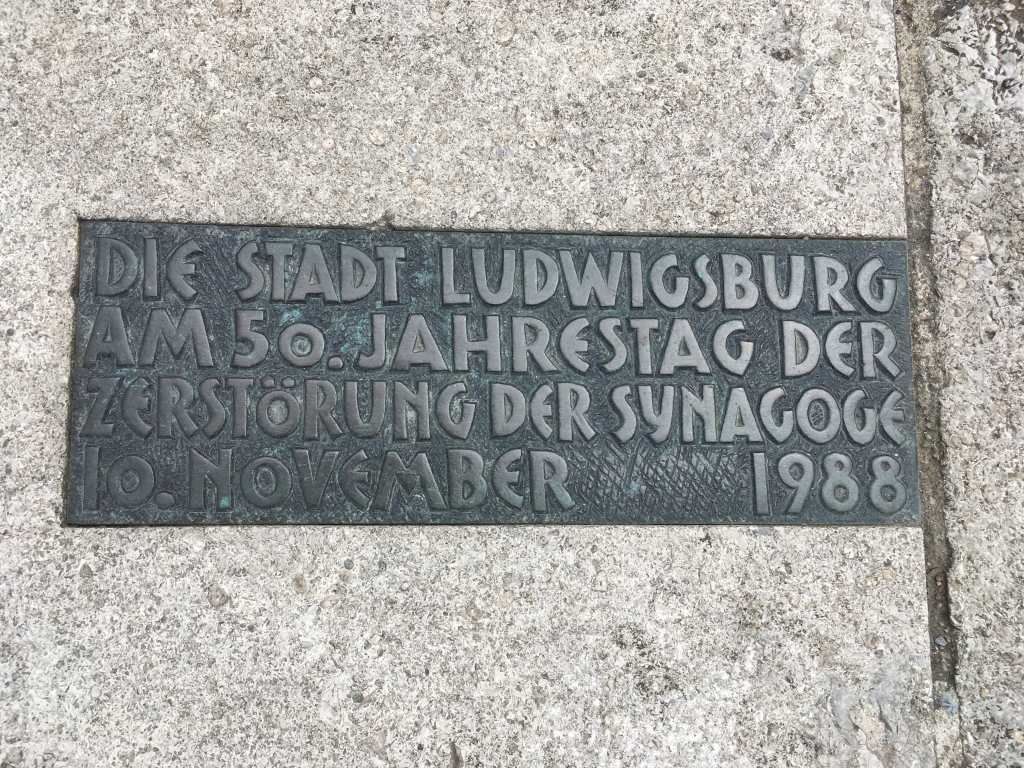 DIE STADT LUDWIGSBURG
AM 50. JAHRESTAG DER
ZERSTÖRUNG DER SYNAGOGE
10. NOVEMBER 1988